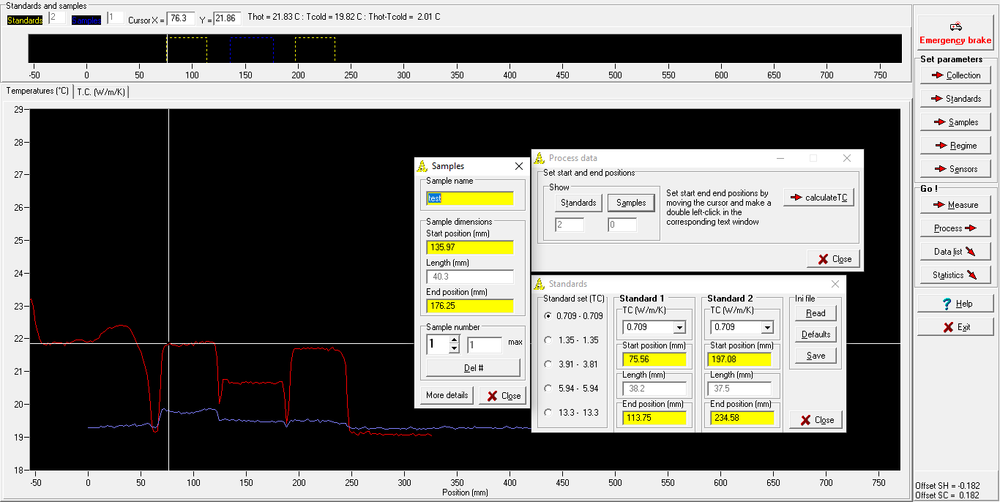 Standards and samples
Standards 2 Samples 1 Cursor X = 76.3 Y = 21.86 Thot = 21.83 C : Tcold = 19.82 C : Thot-Tcold = 2.01 C
-50 0 50 100 150 200 250 300 350 400 450 500 550 600 650 700 750
Temperatures (°C) T.C. (W/m/K)
29
28
27
26
25
24
23
22
21
20
19
18
-50 0 50 100 150 200 250 300 350 400 450 500 550 600 650 700 750
Position (mm)
Samples
Sample name
test
Sample dimensions
Start position (mm)
135.97
Length (mm)
40.3
End position (mm)
176.25
Sample number
1 1 max
Del #
More details Close
Process data
Set start and end positions
Show
Standards Samples
2 0
Set start end end positions by
moving the cursor and make a
double left-click in the
corresponding text window
calculateTC
Close
Standards
Standard set (TC)
0.709 - 0.709
1.35 - 1.35
3.91 - 3.81
5.94 - 5.94
13.3 - 13.3
Standard 1
TC (W/m/K)
0.709
Start position (mm)
75.56
Length (mm)
38.2
End position (mm)
113.75
Standard 2
TC (W/m/K)
0.709
Start position (mm)
197.08
Length (mm)
37.5
End position (mm)
234.58
Ini file
Read
Defaults
Save
Close
Emergency brake
Set parameters
Collection
Standards
Samples
Regime
Sensors
Go !
Measure
Process
Data list
Statistics
Help
Exit
Offset SH = -0.182
Offset SC = 0.182